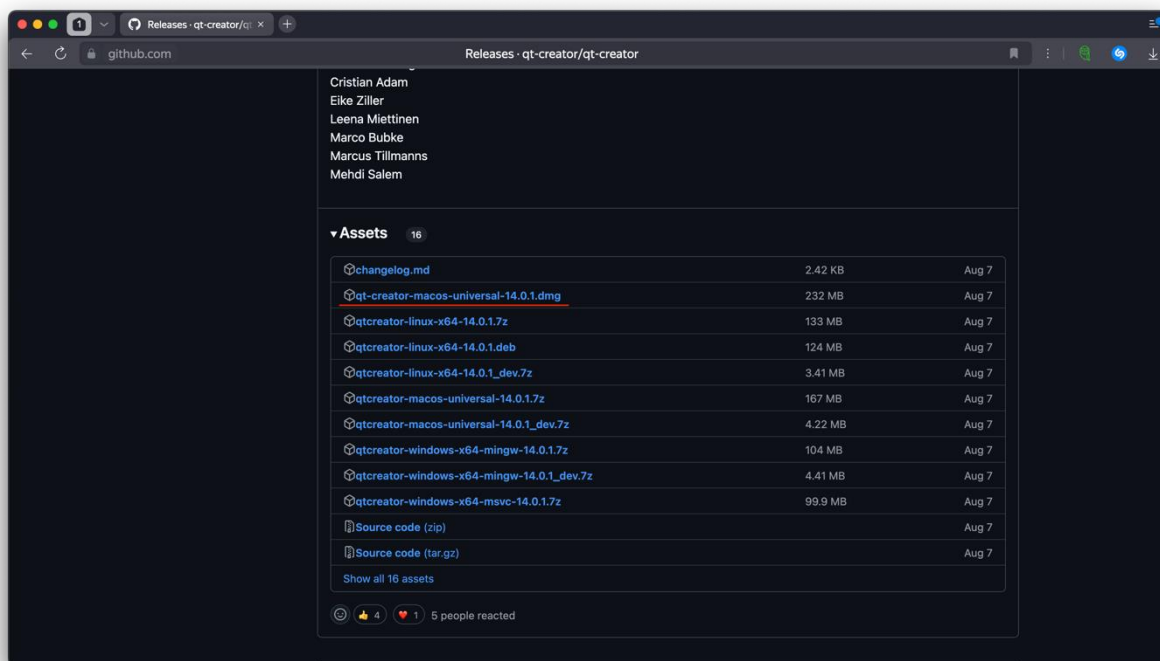 1
Releases · qt-creator/qt
github.com
Releases · qt-creator/qt-creator
Cristian Adam
Eike Ziller
Leena Miettinen
Marco Bubke
Marcus Tillmanns
Mehdi Salem
Assets 16
changelog.md 2.42 KB Aug 7
qt-creator-macos-universal-14.0.1.dmg 232 MB Aug 7
qtcreator-linux-x64-14.0.1.7z 133 MB Aug 7
qtcreator-linux-x64-14.0.1.deb 124 MB Aug 7
qtcreator-linux-x64-14.0.1_dev.7z 3.41 MB Aug 7
qtcreator-macos-universal-14.0.1.7z 167 MB Aug 7
qtcreator-macos-universal-14.0.1_dev.7z 4.22 MB Aug 7
qtcreator-windows-x64-mingw-14.0.1.7z 104 MB Aug 7
qtcreator-windows-x64-mingw-14.0.1_dev.7z 4.41 MB Aug 7
qtcreator-windows-x64-msvc-14.0.1.7z 99.9 MB Aug 7
Source code (zip) Aug 7
Source code (tar.gz) Aug 7
Show all 16 assets
4 1 5 people reacted